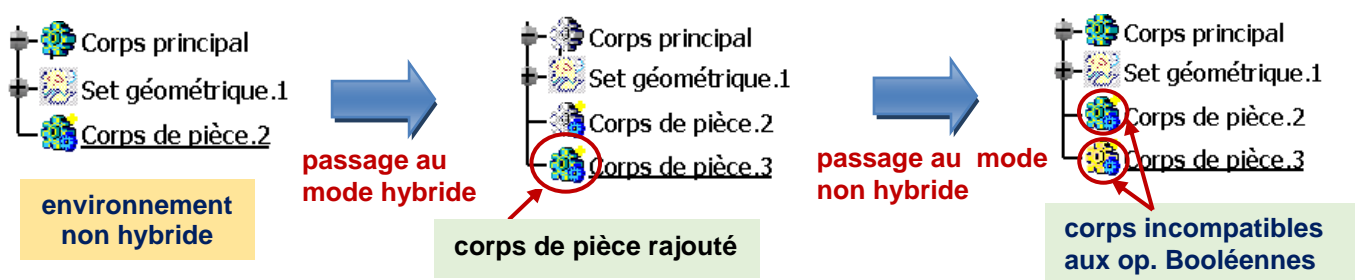 Corps principal
Set géométrique.1
Corps de pièce.2
environnement
non hybride
passage au
mode hybride
Corps principal
Set géométrique.1
Corps de pièce.2
Corps de pièce.3
corps de pièce rajouté
passage au mode
non hybride
Corps principal
Set géométrique.1
Corps de pièce.2
Corps de pièce.3
corps incompatibles
aux op. Booléennes